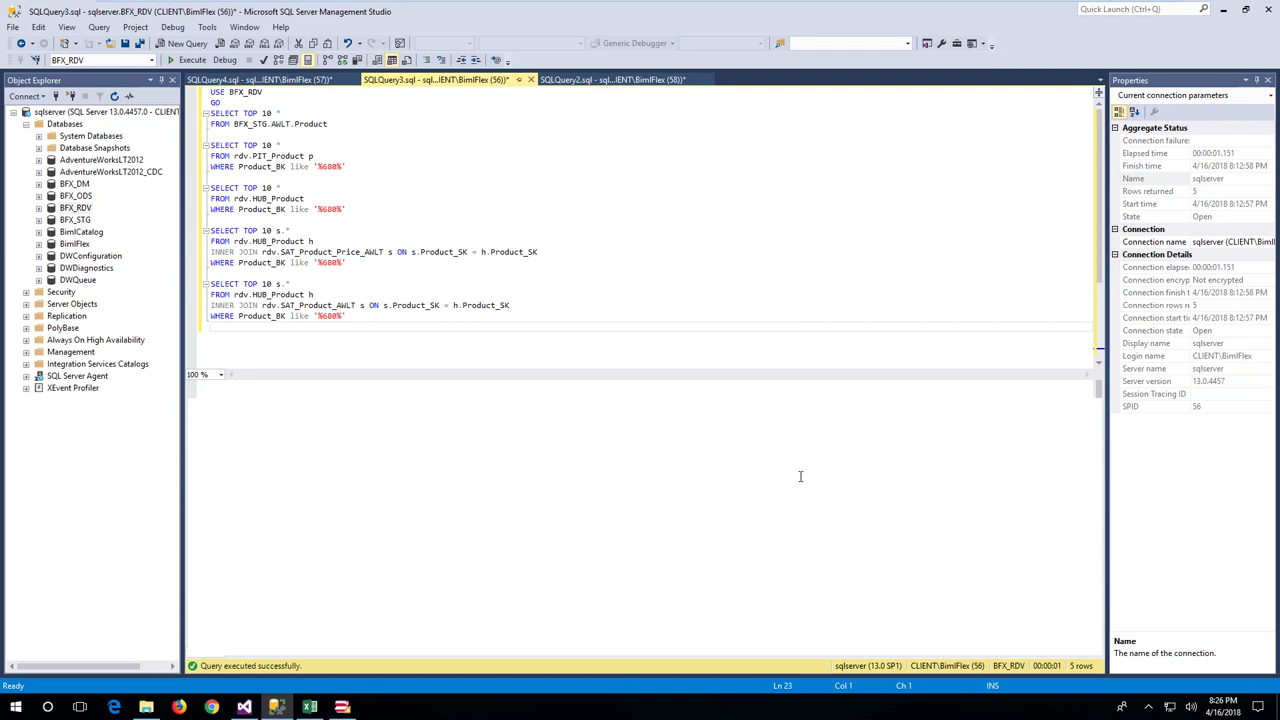 SQLQuery3.sql - sqlserver.BFX_RDV (CLIENT\BimlFlex (56))* - Microsoft SQL Server Management Studio
Quick Launch (Ctrl+Q)
File Edit View Query Project Debug Tools Window Help
New Query
Generic Debugger
BFX_RDV
Execute Debug
Object Explorer
Connect
sqlserver (SQL Server 13.0.4457.0 - CLIENT
Databases
System Databases
Database Snapshots
AdventureWorksLT2012
AdventureWorksLT2012_CDC
BFX_DM
BFX_ODS
BFX_RDV
BFX_STG
BimlCatalog
BimlFlex
DWConfiguration
DWDiagnostics
DWQueue
Security
Server Objects
Replication
PolyBase
Always On High Availability
Management
Integration Services Catalogs
SQL Server Agent
XEvent Profiler
SQLQuery4.sql - sql...IENT\BimlFlex (57))*
SQLQuery3.sql - sql...IENT\BimlFlex (56))*
SQLQuery2.sql - sql...IENT\BimlFlex (58))*
USE BFX_RDV
GO
SELECT TOP 10 *
FROM BFX_STG.AWLT.Product
SELECT TOP 10 *
FROM rdv.PIT_Product p
WHERE Product_BK like '%680%'
SELECT TOP 10 *
FROM rdv.HUB_Product
WHERE Product_BK like '%680%'
SELECT TOP 10 s.*
FROM rdv.HUB_Product h
INNER JOIN rdv.SAT_Product_Price_AWLT s ON s.Product_SK = h.Product_SK
WHERE Product_BK like '%680%'
SELECT TOP 10 s.*
FROM rdv.HUB_Product h
INNER JOIN rdv.SAT_Product_AWLT s ON s.Product_SK = h.Product_SK
WHERE Product_BK like '%680%'
100 %
Query executed successfully.
sqlserver (13.0 SP1) CLIENT\BimlFlex (56) BFX_RDV 00:00:01 5 rows
Properties
Current connection parameters
Aggregate Status
Connection failure
Elapsed time 00:00:01.151
Finish time 4/16/2018 8:12:58 PM
Name sqlserver
Rows returned 5
Start time 4/16/2018 8:12:57 PM
State Open
Connection
Connection name sqlserver (CLIENT\BimlI
Connection Details
Connection elapse 00:00:01.151
Connection encryp Not encrypted
Connection finish t 4/16/2018 8:12:58 PM
Connection rows r 5
Connection start ti 4/16/2018 8:12:57 PM
Connection state Open
Display name sqlserver
Login name CLIENT\BimlFlex
Server name sqlserver
Server version 13.0.4457
Session Tracing ID
SPID 56
Name
The name of the connection.
Ready
Ln 23 Col 1 Ch 1 INS
8:26 PM
4/16/2018